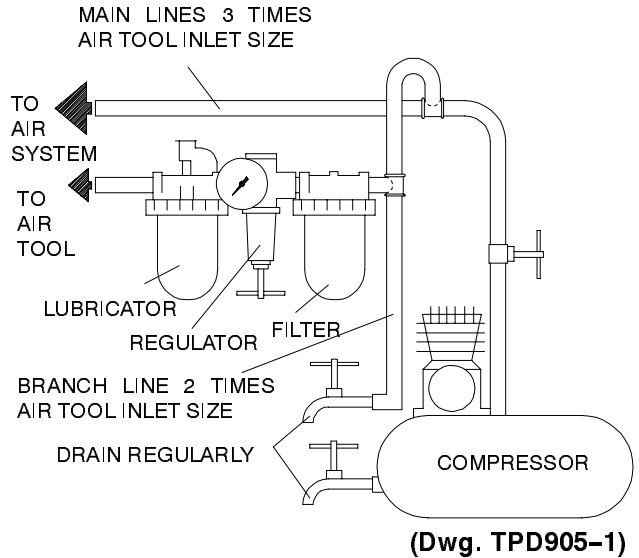 MAIN LINES 3 TIMES
AIR TOOL INLET SIZE
TO
AIR
SYSTEM
TO
AIR
TOOL
LUBRICATOR
REGULATOR
FILTER
BRANCH LINE 2 TIMES
AIR TOOL INLET SIZE
DRAIN REGULARLY
COMPRESSOR
(Dwg. TPD905–1)